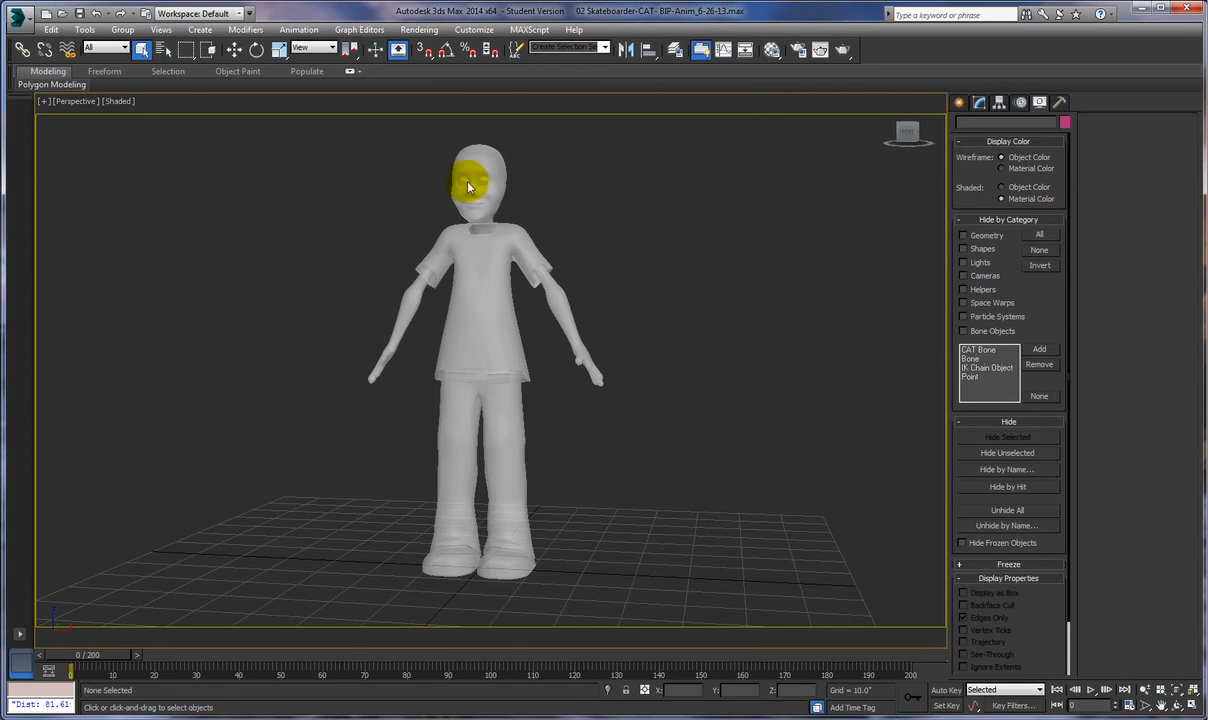 Workspace: Default
Autodesk 3ds Max 2014 x64 - Student Version 02 Skateboarder-CAT- BIP-Anim_6-26-13.max
Type a keyword or phrase
Edit Tools Group Views Create Modifiers Animation Graph Editors Rendering Customize MAXScript Help
All View Create Selection Se
Modeling Freeform Selection Object Paint Populate
Polygon Modeling
[+] [Perspective] [Shaded]
Display Color
Wireframe: Object Color
Material Color
Shaded: Object Color
Material Color
Hide by Category
Geometry All
Shapes None
Lights Invert
Cameras
Helpers
Space Warps
Particle Systems
Bone Objects
CAT Bone Add
Bone Remove
IK Chain Object
Point
None
Hide
Hide Selected
Hide Unselected
Hide by Name...
Hide by Hit
Unhide All
Unhide by Name...
Hide Frozen Objects
Freeze
Display Properties
Display as Box
Backface Cull
Edges Only
Vertex Ticks
Trajectory
See-Through
Ignore Extents
0 / 200
10 20 30 40 50 60 70 80 90 100 110 120 130 140 150 160 170 180 190 200
None Selected X: Y: Z: Grid = 10.0" Auto Key Selected
"Dist: 81.61 Click or click-and-drag to select objects Add Time Tag Set Key Key Filters... 0